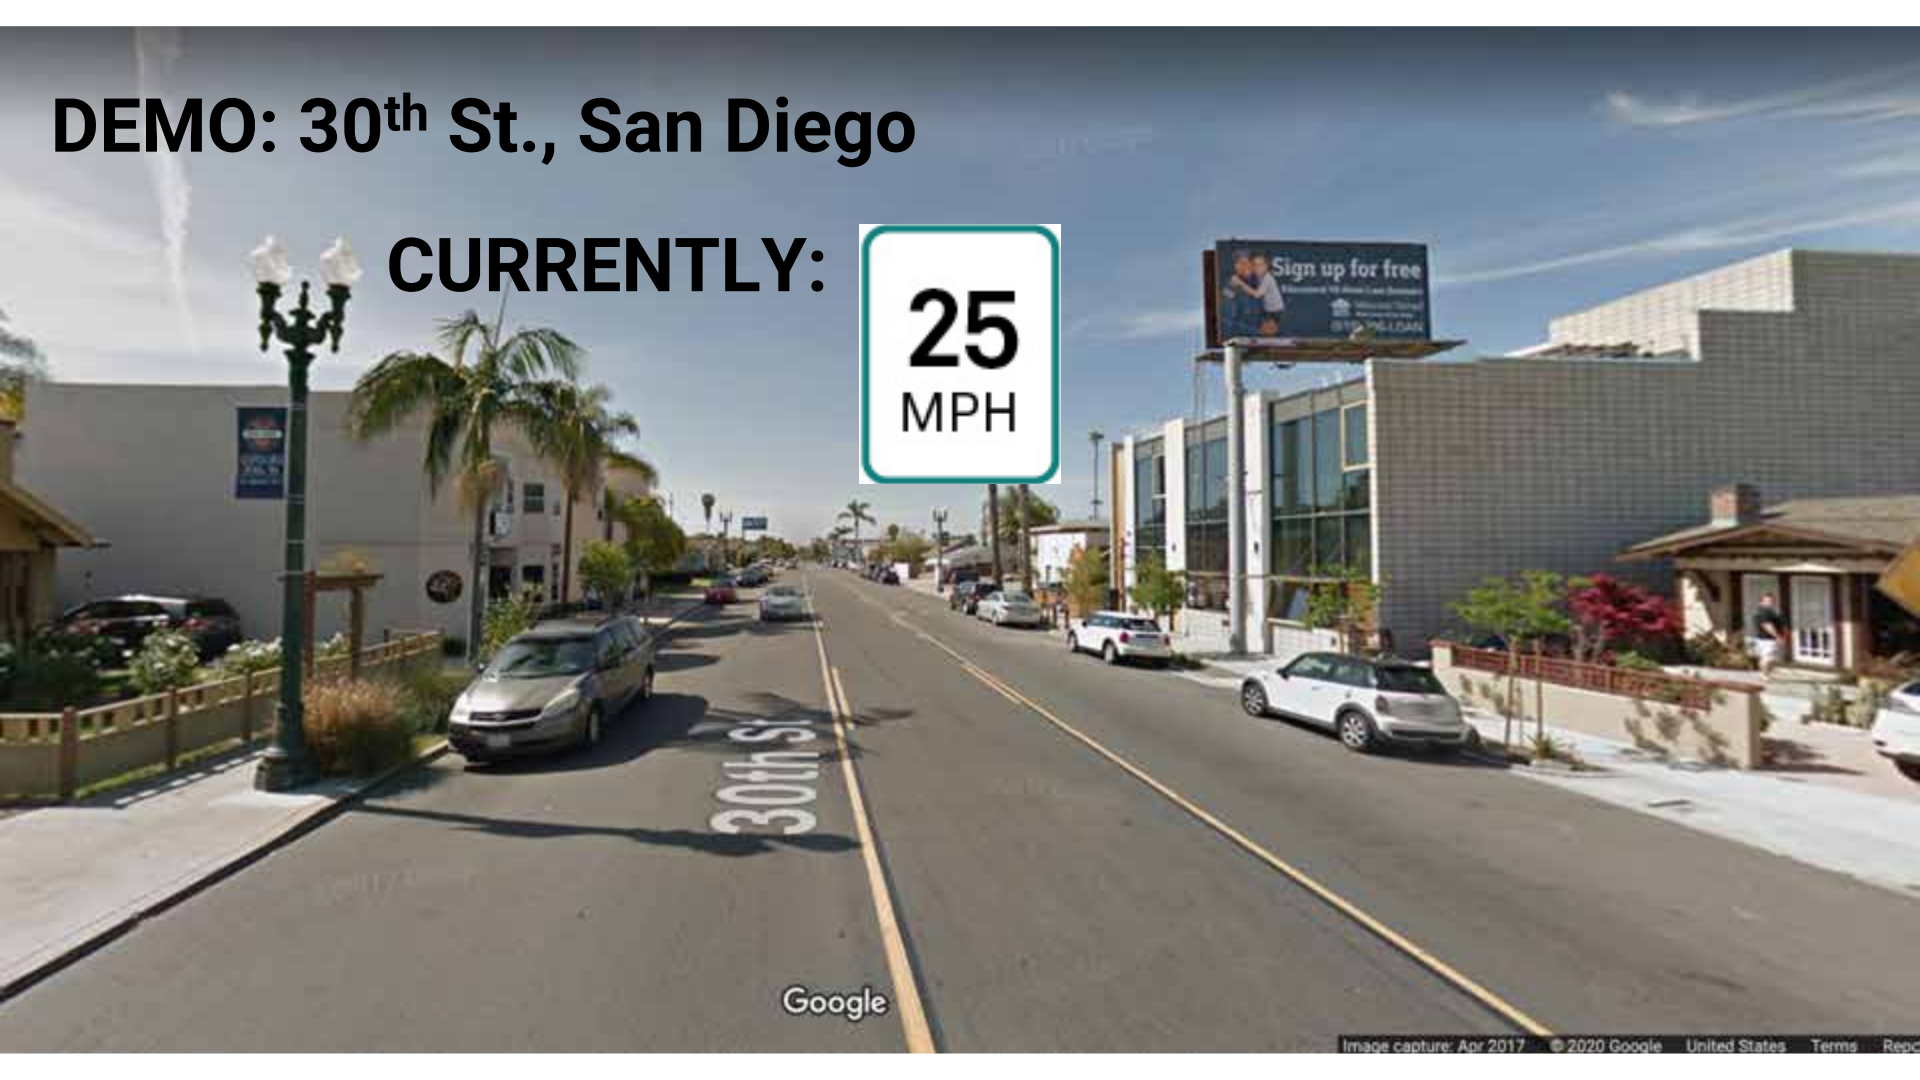 DEMO: 30th St., San Diego
CURRENTLY:
25
MPH
Sign up for free
30th St
Google
Image capture: Apr 2017 © 2020 Google United States Terms